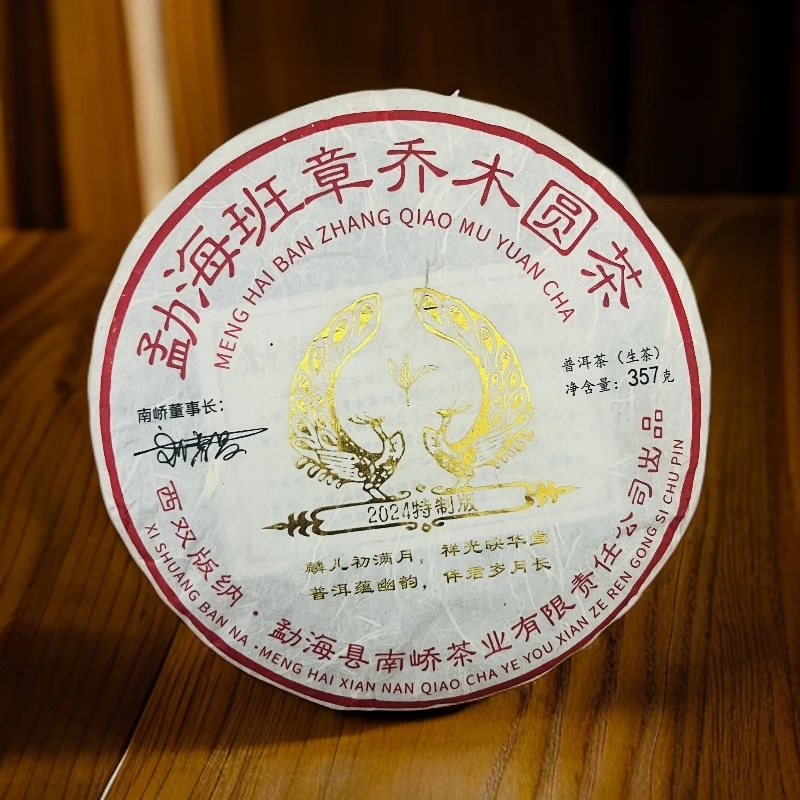 勐海班章乔木圆茶
MENG HAI BAN ZHANG QIAO MU YUAN CHA
普洱茶（生茶）
净含量：357克
南峤董事长：
2024特制版
麟儿初满月，祥光映华堂
普洱蕴幽韵，伴君岁月长
西双版纳·勐海县南峤茶业有限责任公司出品
XI SHUANG BAN NA·MENG HAI XIAN NAN QIAO CHA YE YOU XIAN ZE REN GONG SI CHU PIN